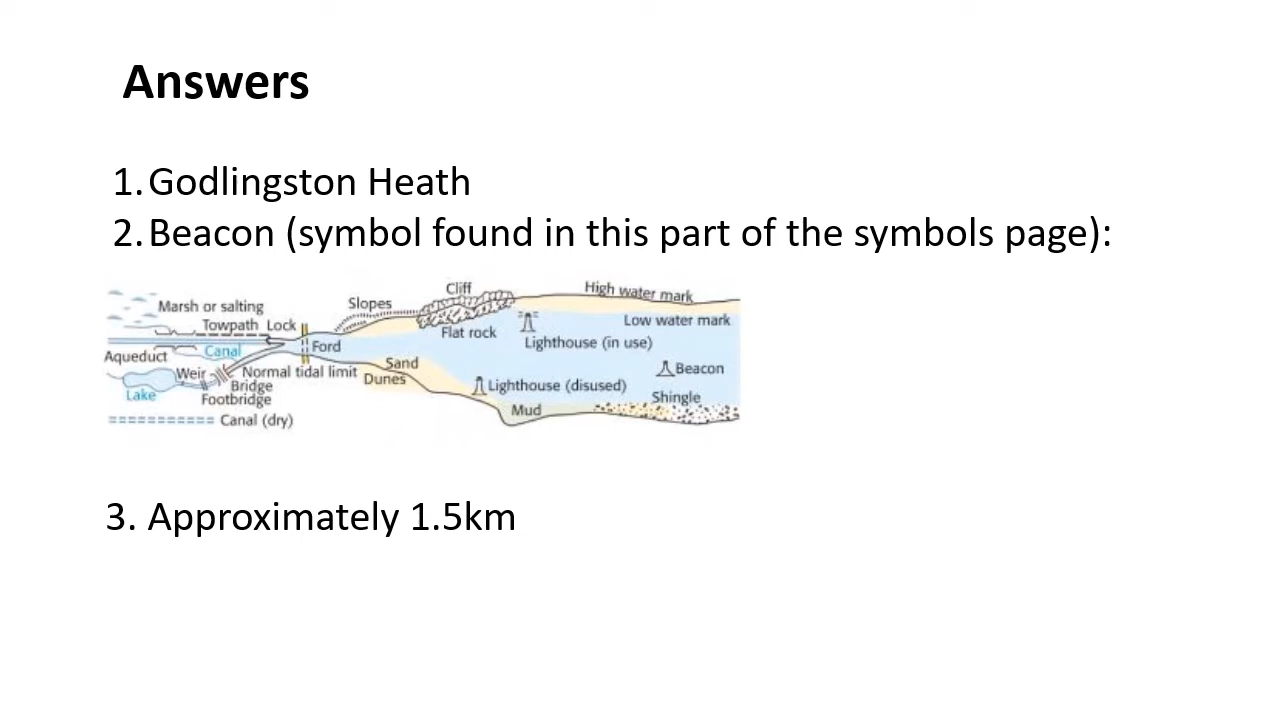 Answers
1. Godlingston Heath
2. Beacon (symbol found in this part of the symbols page):
Cliff
High water mark
Slopes
Marsh or salting
Towpath Lock
Low water mark
Flat rock
Lighthouse (in use)
Ford
Canal
Aqueduct
Sand
Beacon
Weir
Normal tidal limit
Dunes
Lighthouse (disused)
Bridge
Lake
Footbridge
Shingle
Mud
Canal (dry)
3. Approximately 1.5km